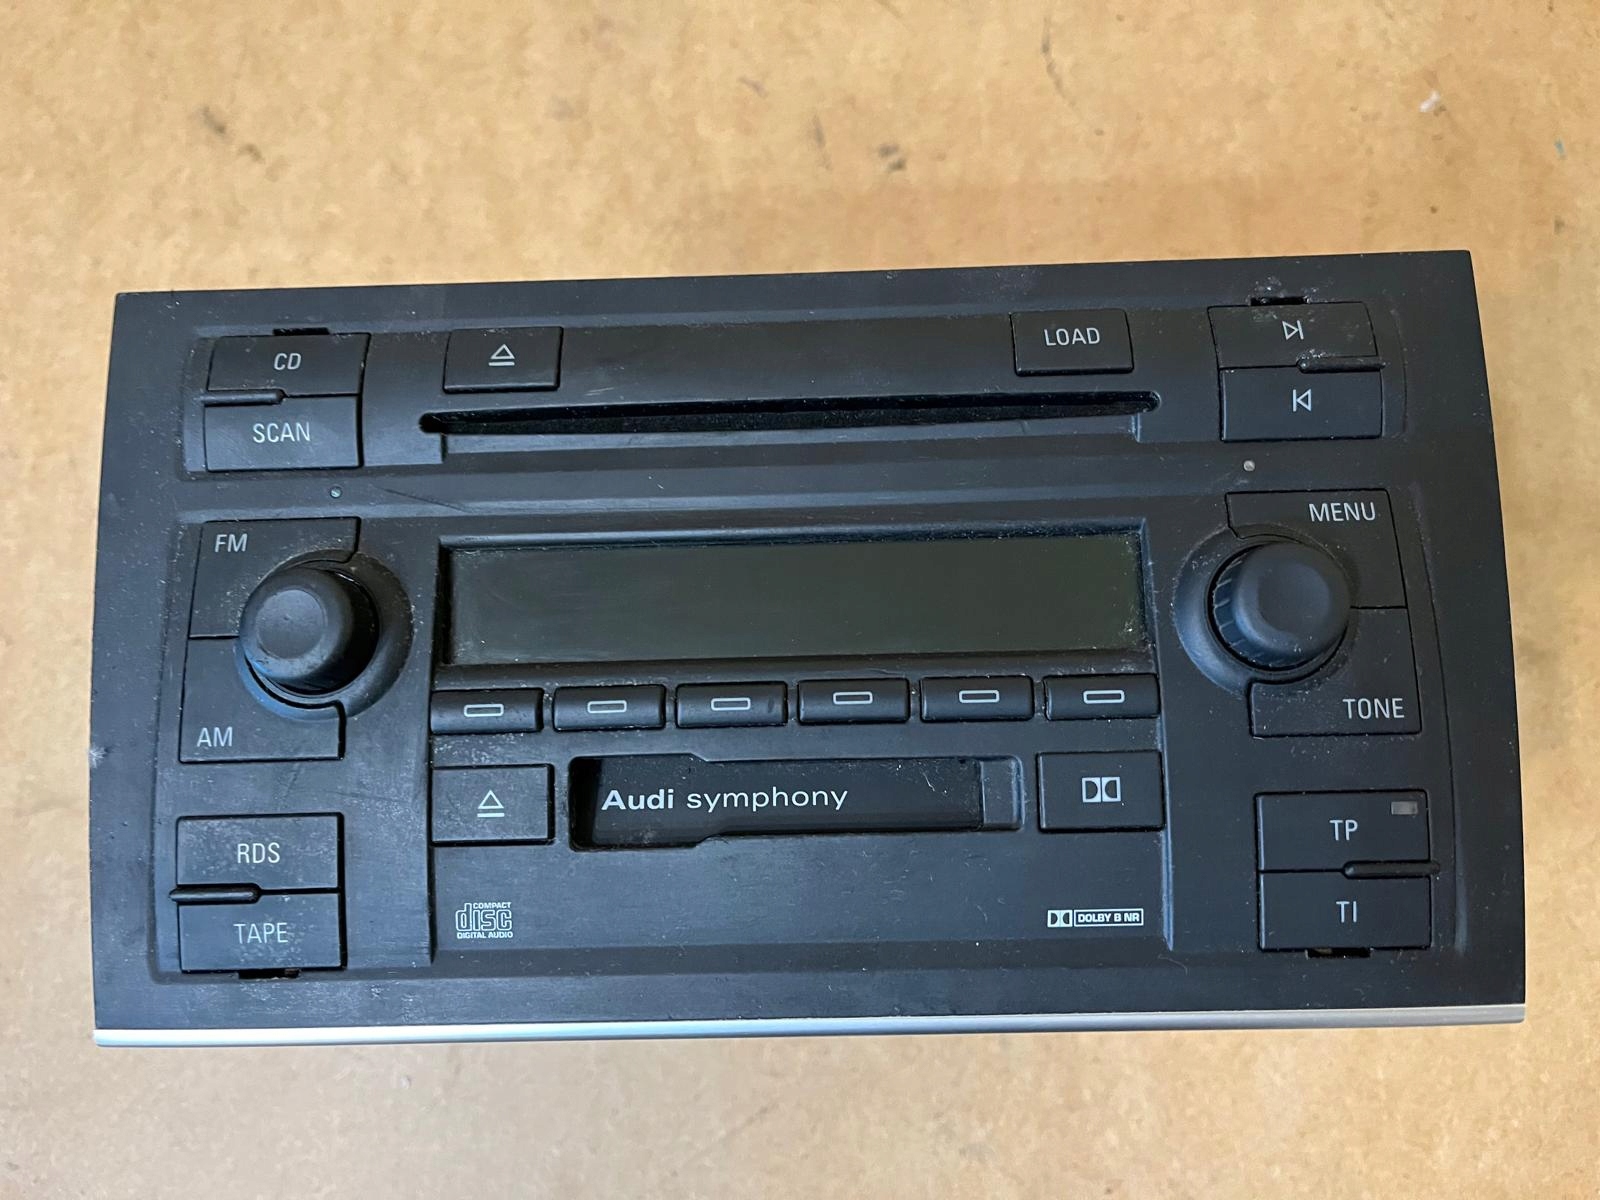 CD
LOAD
SCAN
FM
MENU
AM
TONE
Audi symphony
RDS
TP
TAPE
TI
COMPACT
disc
DIGITAL AUDIO
DOLBY B NR